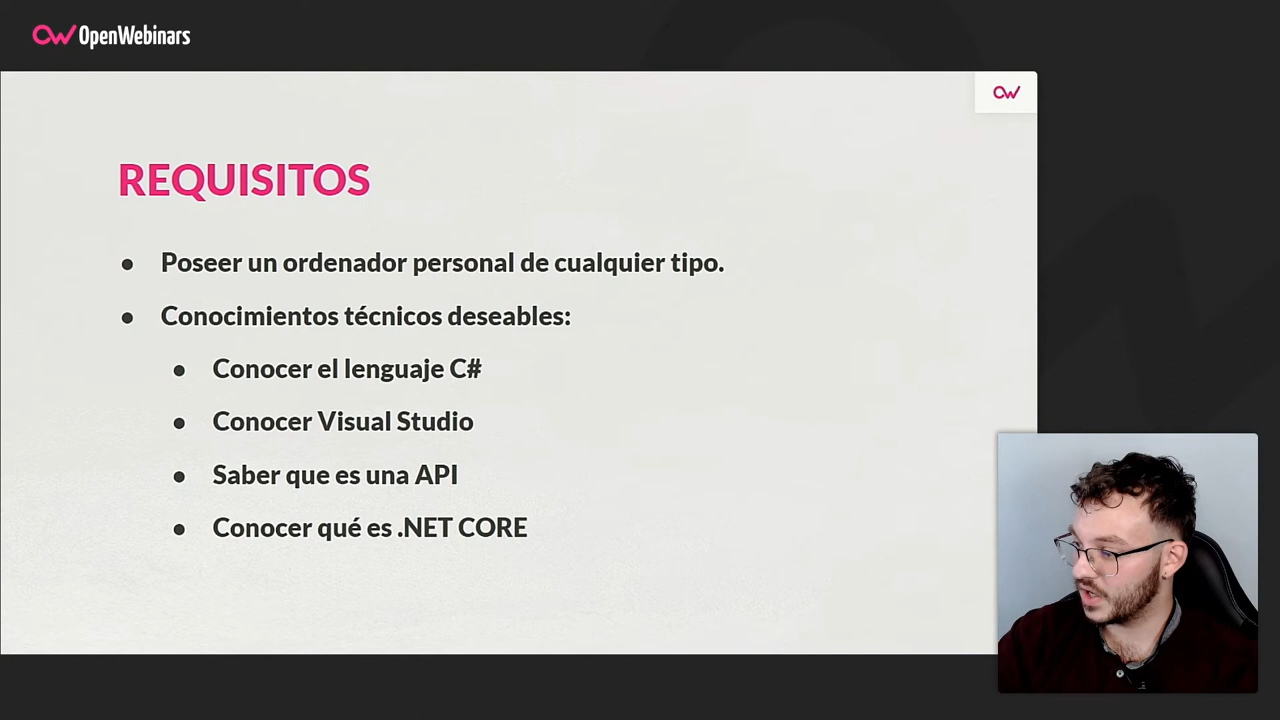 OpenWebinars
REQUISITOS
● Poseer un ordenador personal de cualquier tipo.
● Conocimientos técnicos deseables:
● Conocer el lenguaje C#
● Conocer Visual Studio
● Saber que es una API
● Conocer qué es .NET CORE